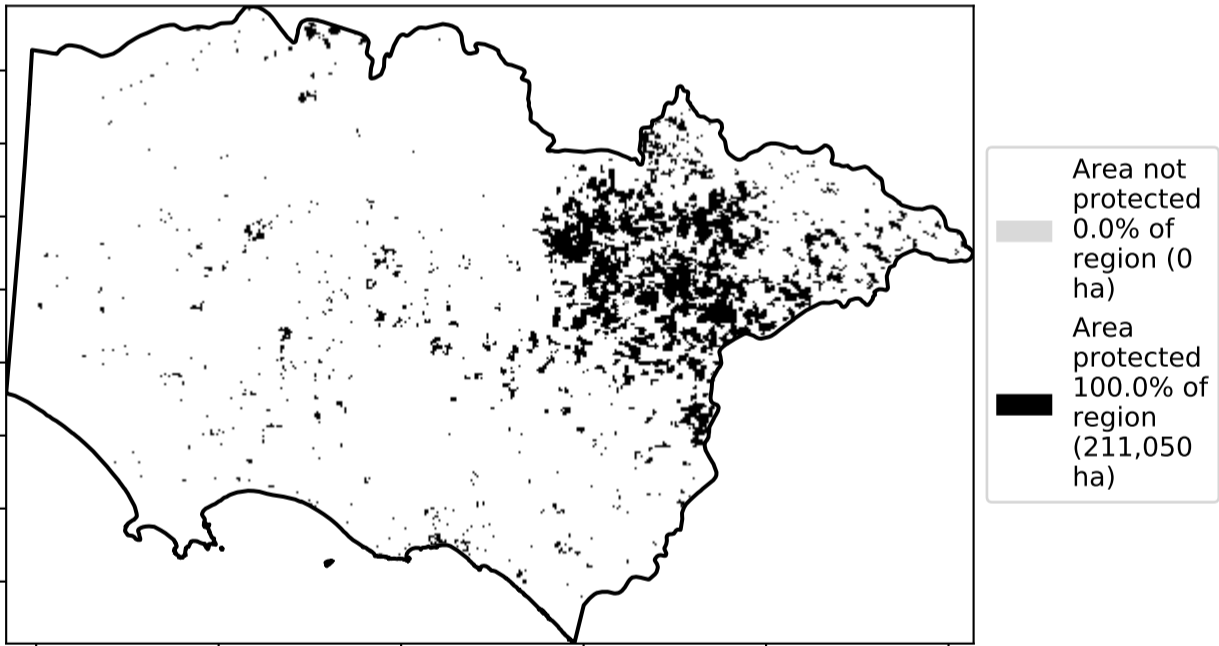 Area not
protected
0.0% of
region (0
ha)
Area
protected
100.0% of
region
(211,050
ha)